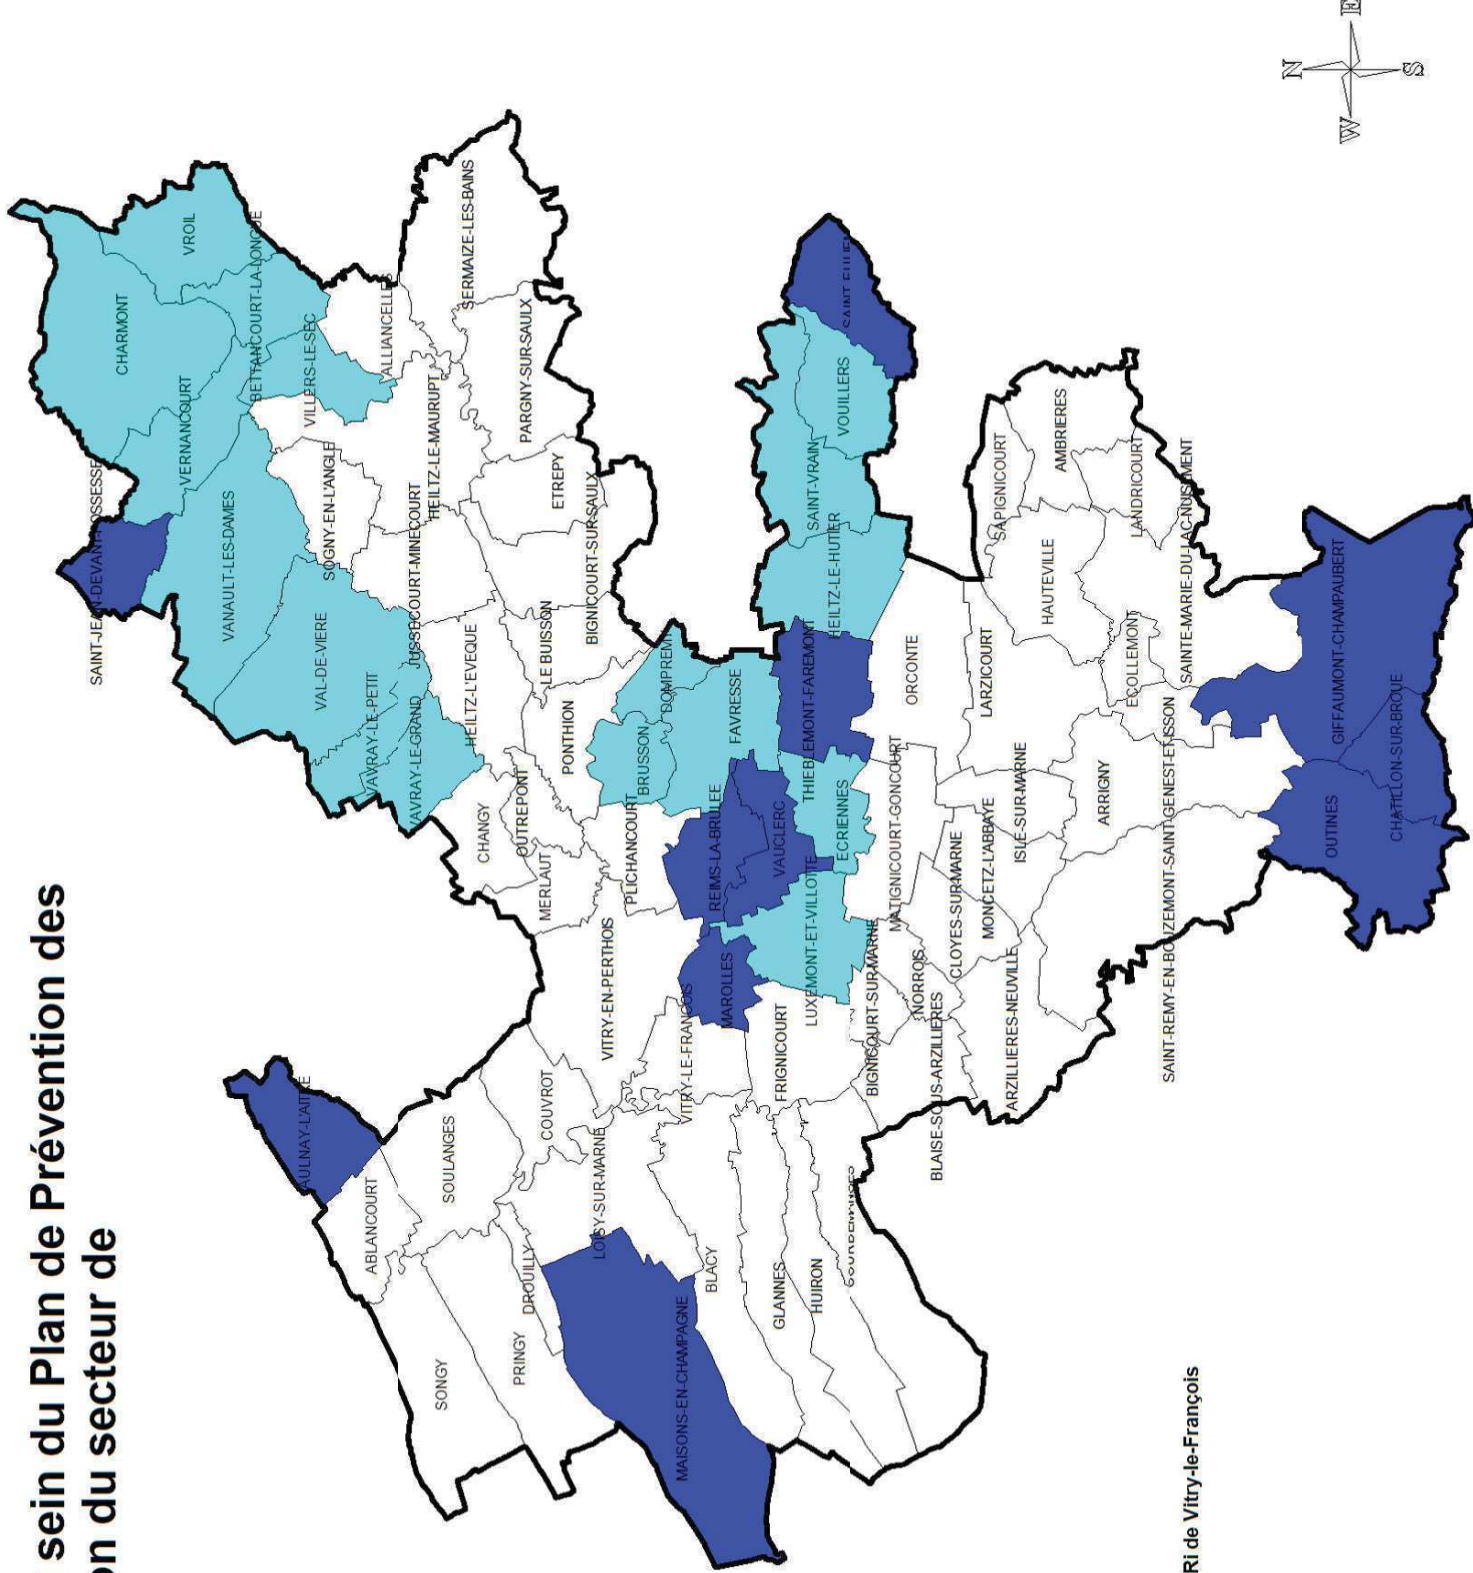 sein du Plan de Prévention des
on du secteur de
SAINT-JEAN-DEVANT-POSSESSE
CHARMONT
VROIL
VERNANCOURT
BETTANCOURT-LA-LONGUE
VANAULT-LES-DAMES
VILLERS-LE-SEC
ALLIANCELLES
SERMAIZE-LES-BAINS
VAL-DE-VIERE
SOGNY-EN-L'ANGLE
VAVRAY-LE-PETIT
VAVRAY-LE-GRAND
JUSSECOURT-MINECOURT
HEILTZ-LE-MAURUPT
PARGNY-SUR-SAULX
ETREPY
BIGNICOURT-SUR-SAULX
HEILTZ-L'EVEQUE
LE BUISSON
PONTHION
CHANGY
OUTREPONT
MERLAUT
PLICHANCOURT
BRUSSON
DOMPREMY
FAVRESSE
REIMS-LA-BRULEE
VAUCLERC
THIEBLEMONT-FAREMONT
ECRIENNES
LUXEMONT-ET-VILLOTTE
HEILTZ-LE-HUTIER
SAINT-VRAIN
VOUILLERS
AULNAY-L'AITRE
ABLANCOURT
SOULANGES
COUVROT
VITRY-EN-PERTHOIS
SONGY
PRINGY
DROUILLY
LOISY-SUR-MARNE
VITRY-LE-FRANCOIS
MAROLLES
MAISONS-EN-CHAMPAGNE
BLACY
GLANNES
HUIRON
FRIGNICOURT
BIGNICOURT-SUR-MARNE
MATIGNICOURT-GONCOURT
ORCONTE
NORROIS
BLAISE-SOUS-ARZILLIERES
CLOYES-SUR-MARNE
MONCETZ-L'ABBAYE
LARZICOURT
SAPIGNICOURT
ARZILLIERES-NEUVILLE
ISLE-SUR-MARNE
HAUTEVILLE
AMBRIERES
ARRIGNY
ECOLLEMONT
LANDRICOURT
SAINTE-MARIE-DU-LAC-NUISEMENT
SAINT-REMY-EN-BOUZEMONT-SAINT-GENEST-ET-ISSON
OUTINES
GIFFAUMONT-CHAMPAUBERT
CHATILLON-SUR-BROUE
Ri de Vitry-le-François
N
W
E
S